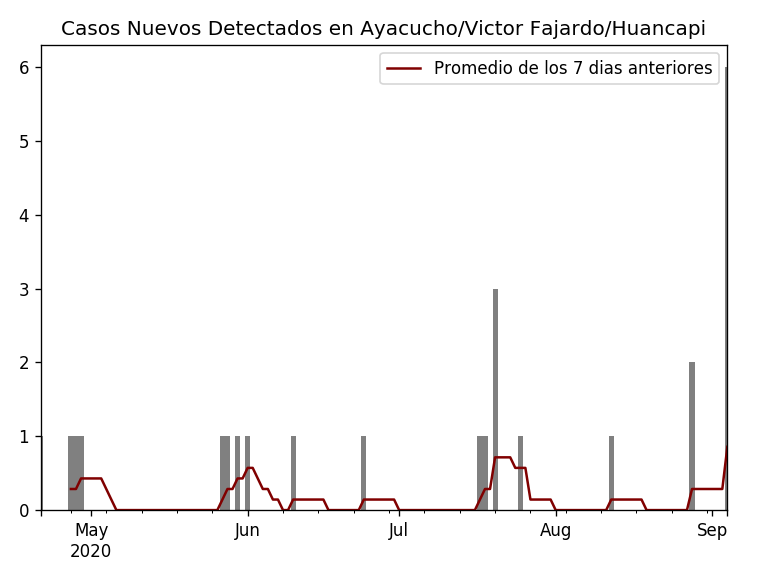 Casos Nuevos Detectados en Ayacucho/Victor Fajardo/Huancapi
Promedio de los 7 dias anteriores
6
5
4
3
2
1
0
May Jun Jul Aug Sep
2020